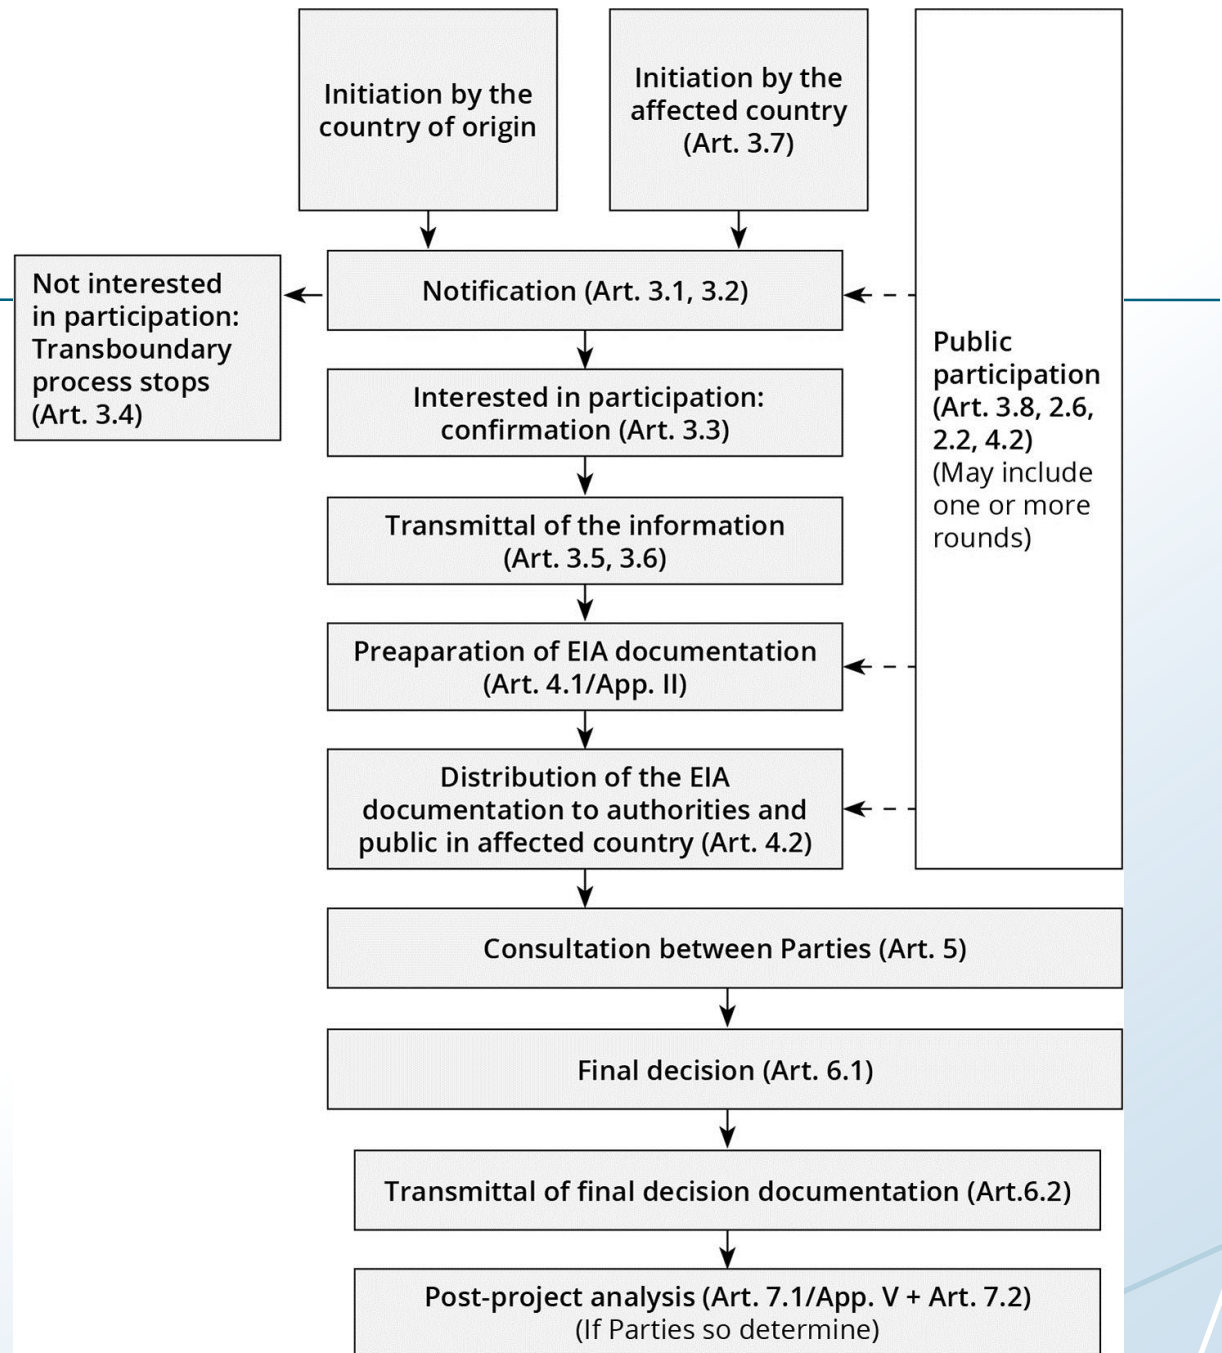 Initiation by the
country of origin
Initiation by the
affected country
(Art. 3.7)
Not interested
in participation:
Transboundary
process stops
(Art. 3.4)
Notification (Art. 3.1, 3.2)
Interested in participation:
confirmation (Art. 3.3)
Transmittal of the information
(Art. 3.5, 3.6)
Preaparation of EIA documentation
(Art. 4.1/App. II)
Distribution of the EIA
documentation to authorities and
public in affected country (Art. 4.2)
Public
participation
(Art. 3.8, 2.6,
2.2, 4.2)
(May include
one or more
rounds)
Consultation between Parties (Art. 5)
Final decision (Art. 6.1)
Transmittal of final decision documentation (Art.6.2)
Post-project analysis (Art. 7.1/App. V + Art. 7.2)
(If Parties so determine)